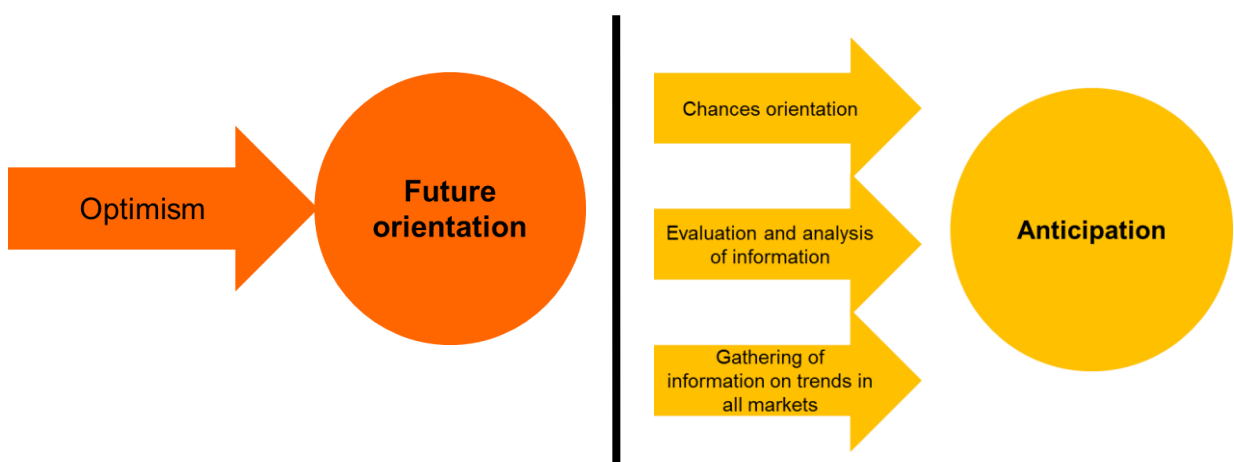 Optimism
Future
orientation
Chances orientation
Evaluation and analysis
of information
Gathering of
information on trends in
all markets
Anticipation